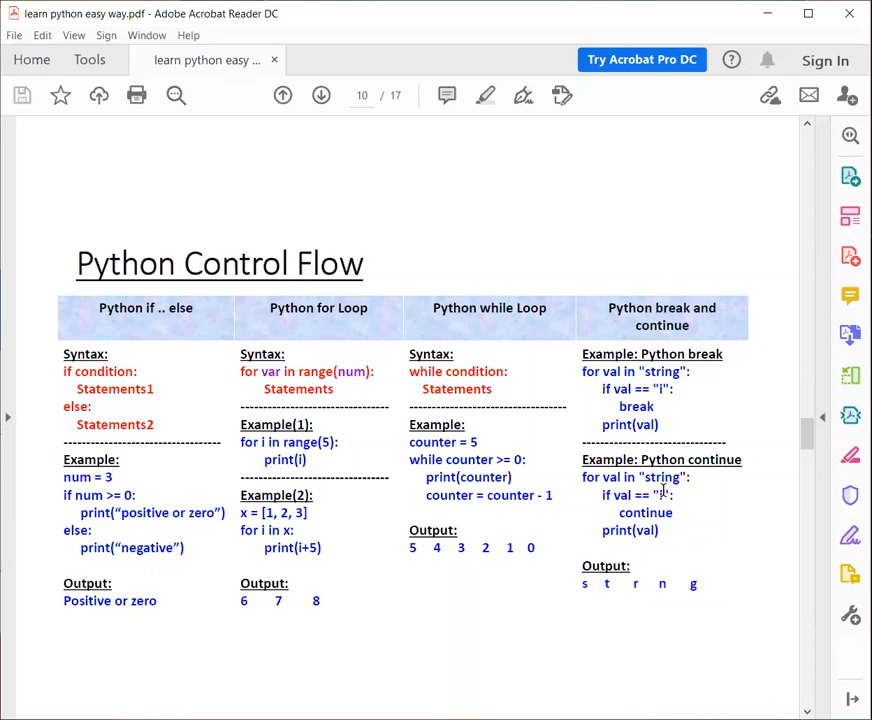 learn python easy way.pdf - Adobe Acrobat Reader DC
File Edit View Sign Window Help
Home Tools learn python easy ... ×
Try Acrobat Pro DC Sign In
10 / 17
Python Control Flow
Python if .. else
Syntax:
if condition:
Statements1
else:
Statements2
-----------------------------------
Example:
num = 3
if num >= 0:
print(“positive or zero”)
else:
print(“negative”)
Output:
Positive or zero
Python for Loop
Syntax:
for var in range(num):
Statements
---------------------------------
Example(1):
for i in range(5):
print(i)
---------------------------------
Example(2):
x = [1, 2, 3]
for i in x:
print(i+5)
Output:
6 7 8
Python while Loop
Syntax:
while condition:
Statements
-----------------------------------
Example:
counter = 5
while counter >= 0:
print(counter)
counter = counter - 1
Output:
5 4 3 2 1 0
Python break and
continue
Example: Python break
for val in "string":
if val == "i":
break
print(val)
--------------------------------
Example: Python continue
for val in "string":
if val == "i":
continue
print(val)
Output:
s t r n g